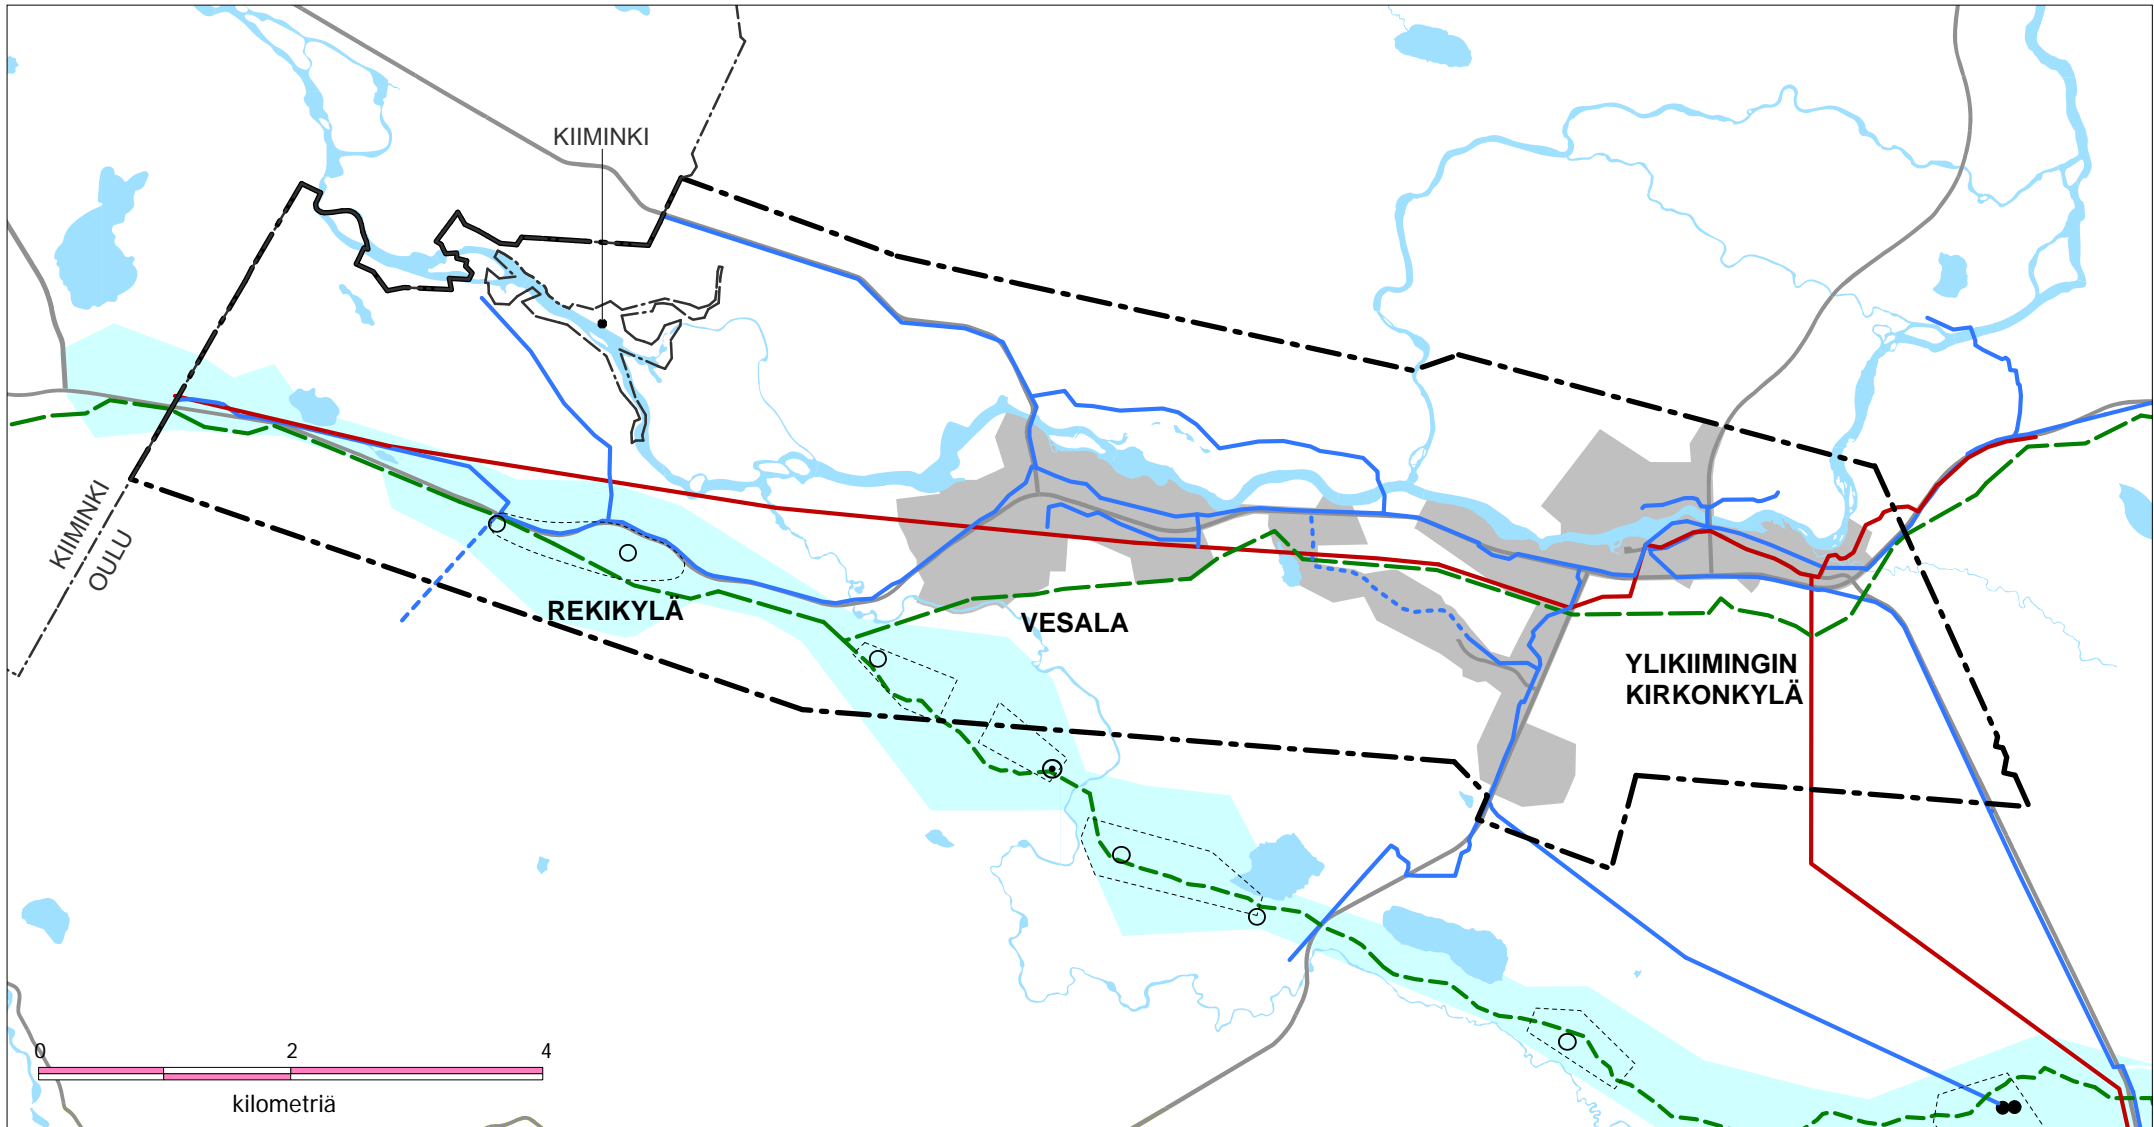 KIIMINKI
KIIMINKI
OULU
REKIKYLÄ
VESALA
YLIKIIMINGIN
KIRKONKYLÄ
0 2 4
kilometriä